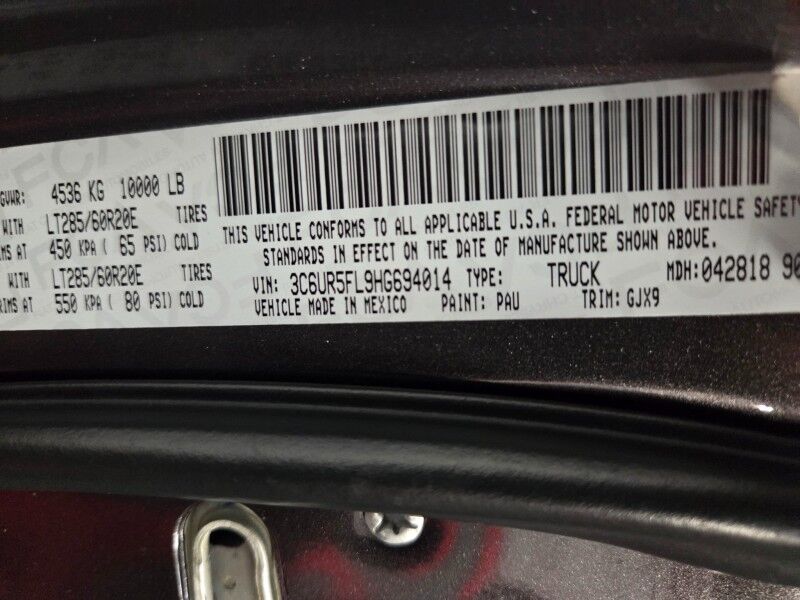 GVWR: 4536 KG 10000 LB
WITH LT285/60R20E TIRES
AT 450 KPA ( 65 PSI) COLD
WITH LT285/60R20E TIRES
AT 550 KPA ( 80 PSI) COLD
THIS VEHICLE CONFORMS TO ALL APPLICABLE U.S.A. FEDERAL MOTOR VEHICLE SAFETY
STANDARDS IN EFFECT ON THE DATE OF MANUFACTURE SHOWN ABOVE.
VIN: 3C6UR5FL9HG694014 TYPE: TRUCK MDH: 042818 90
VEHICLE MADE IN MEXICO PAINT: PAU TRIM: GJX9